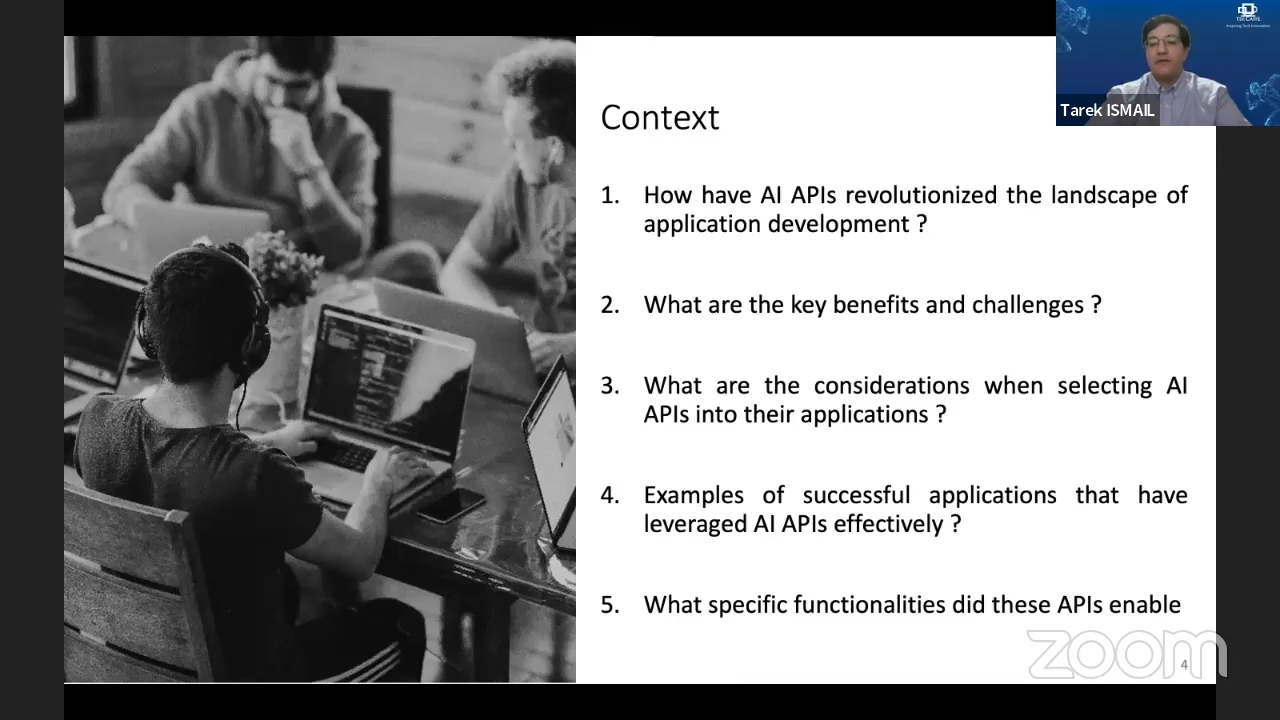 Tarek ISMAIL
Context
1. How have AI APIs revolutionized the landscape of
application development ?
2. What are the key benefits and challenges ?
3. What are the considerations when selecting AI
APIs into their applications ?
4. Examples of successful applications that have
leveraged AI APIs effectively ?
5. What specific functionalities did these APIs enable
zoom
4